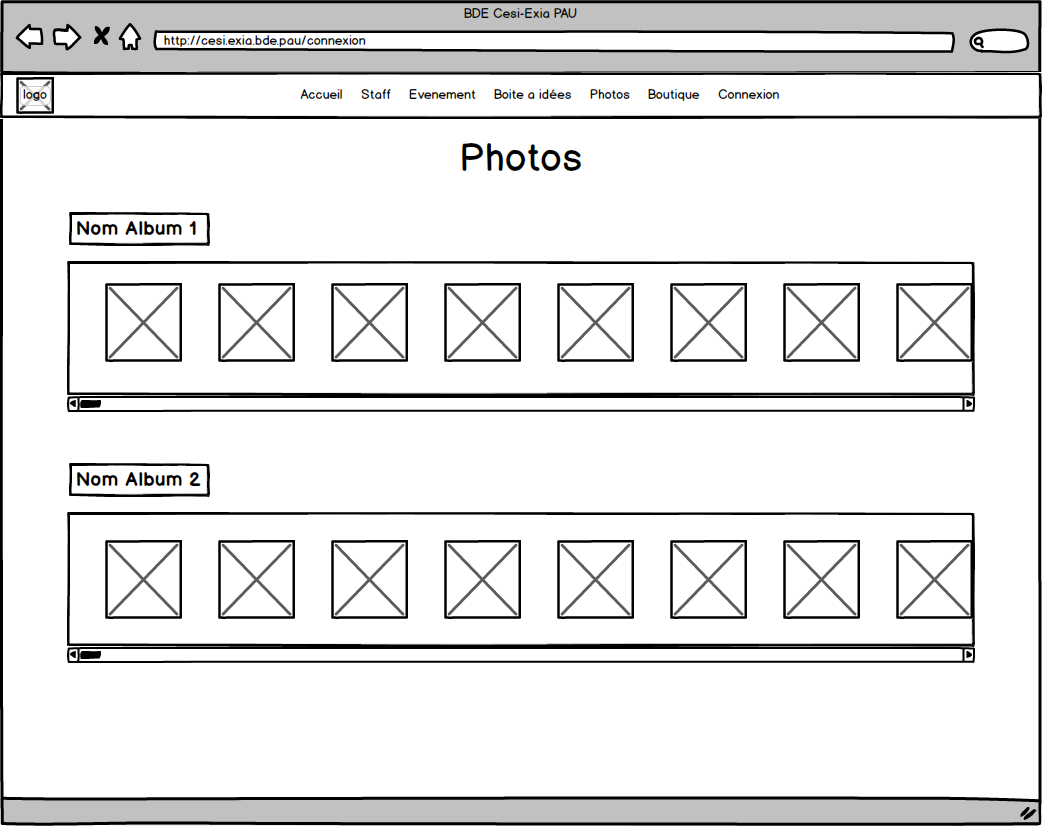 BDE Cesi-Exia PAU
http://cesi.exia.bde.pau/connexion
logo Accueil Staff Evenement Boite a idées Photos Boutique Connexion
Photos
Nom Album 1
Nom Album 2